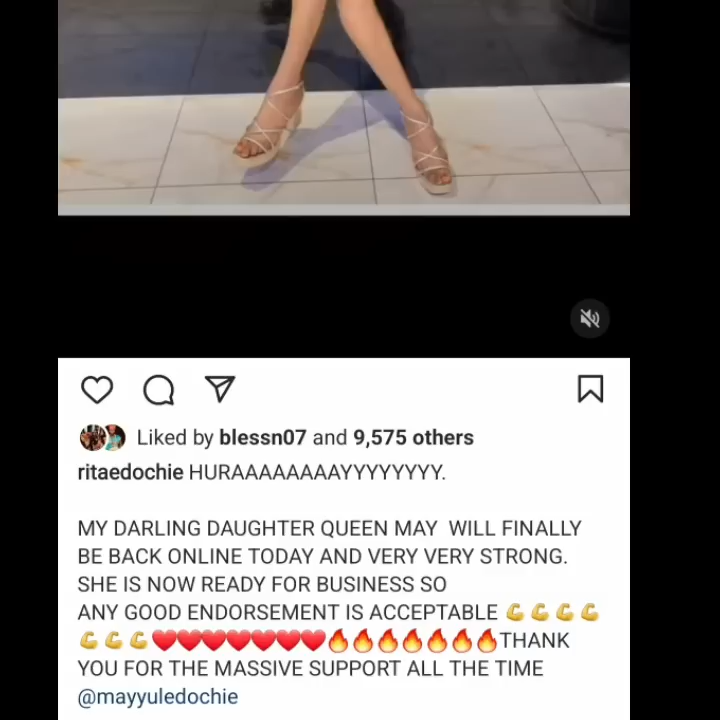 Liked by blessn07 and 9,575 others
ritaedochie HURAAAAAAAAYYYYYYYY.
MY DARLING DAUGHTER QUEEN MAY WILL FINALLY
BE BACK ONLINE TODAY AND VERY VERY STRONG.
SHE IS NOW READY FOR BUSINESS SO
ANY GOOD ENDORSEMENT IS ACCEPTABLE 💪💪💪💪
💪💪💪❤️❤️❤️❤️❤️❤️❤️🔥🔥🔥🔥🔥🔥🔥THANK
YOU FOR THE MASSIVE SUPPORT ALL THE TIME
@mayyuledochie